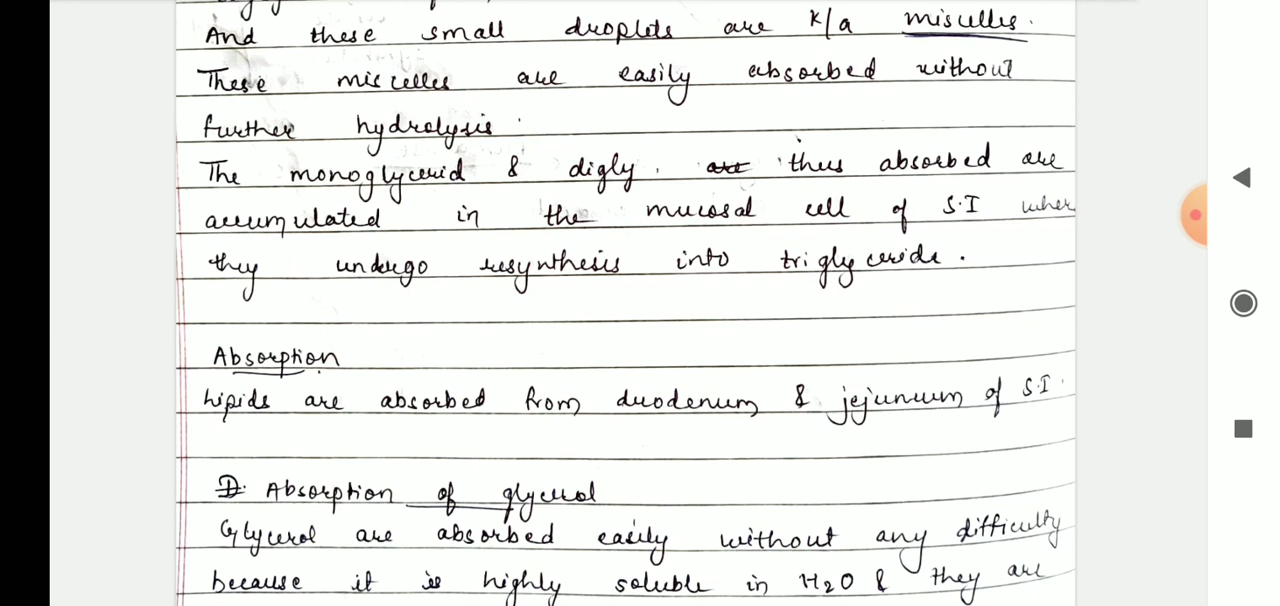 And these small droplets are k/a miscelles.
These miscelles are easily absorbed without
further hydrolysis.
The monoglycerid & digly. are thus absorbed are
accumulated in the mucosal cell of S.I wher
they undergo resynthesis into triglyceride.
Absorption
Lipids are absorbed from duodenum & jejunum of S.I.
I. Absorption of glycerol
Glycerol are absorbed easily without any difficulty
because it is highly soluble in H2O & they are